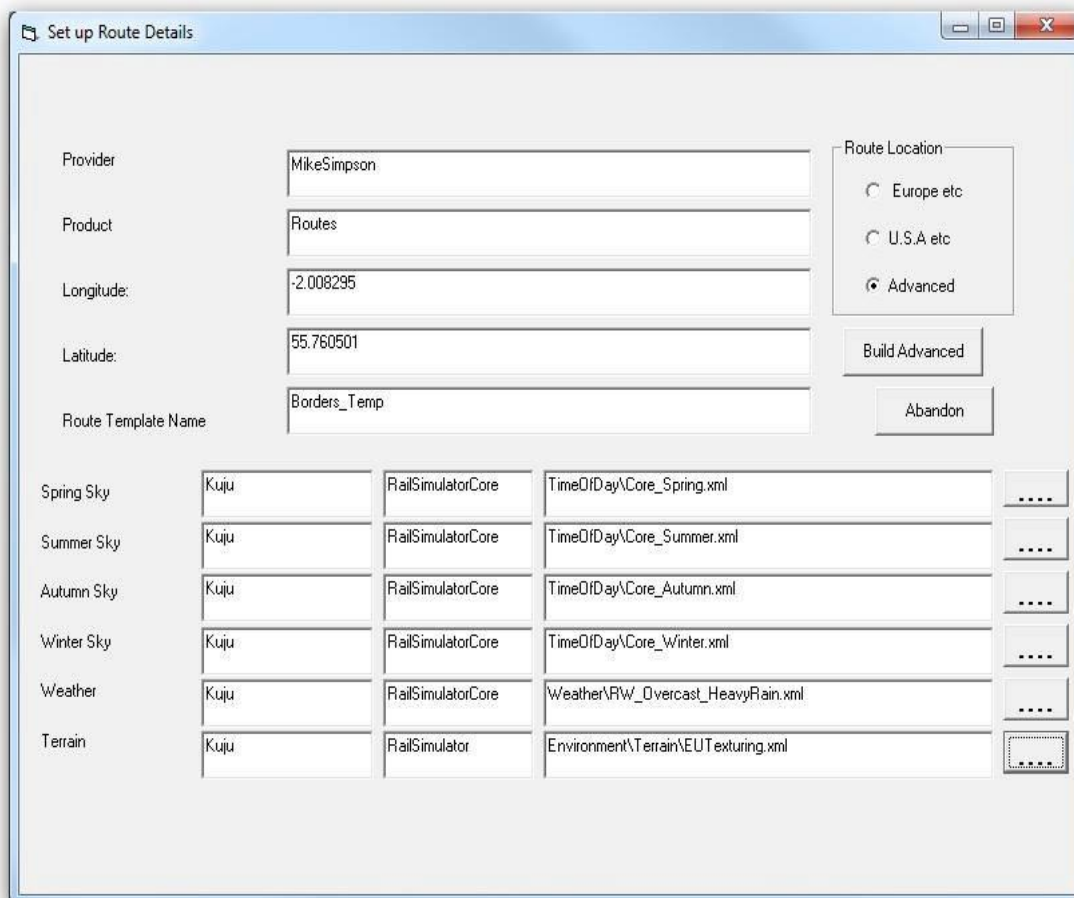 Set up Route Details
Provider MikeSimpson
Product Routes
Longitude: -2.008295
Latitude: 55.760501
Route Template Name Borders_Temp
Route Location
Europe etc
U.S.A etc
Advanced
Build Advanced
Abandon
Spring Sky Kuju RailSimulatorCore TimeOfDay\Core_Spring.xml ....
Summer Sky Kuju RailSimulatorCore TimeOfDay\Core_Summer.xml ....
Autumn Sky Kuju RailSimulatorCore TimeOfDay\Core_Autumn.xml ....
Winter Sky Kuju RailSimulatorCore TimeOfDay\Core_Winter.xml ....
Weather Kuju RailSimulatorCore Weather\RW_Overcast_HeavyRain.xml ....
Terrain Kuju RailSimulator Environment\Terrain\EUTexturing.xml ....